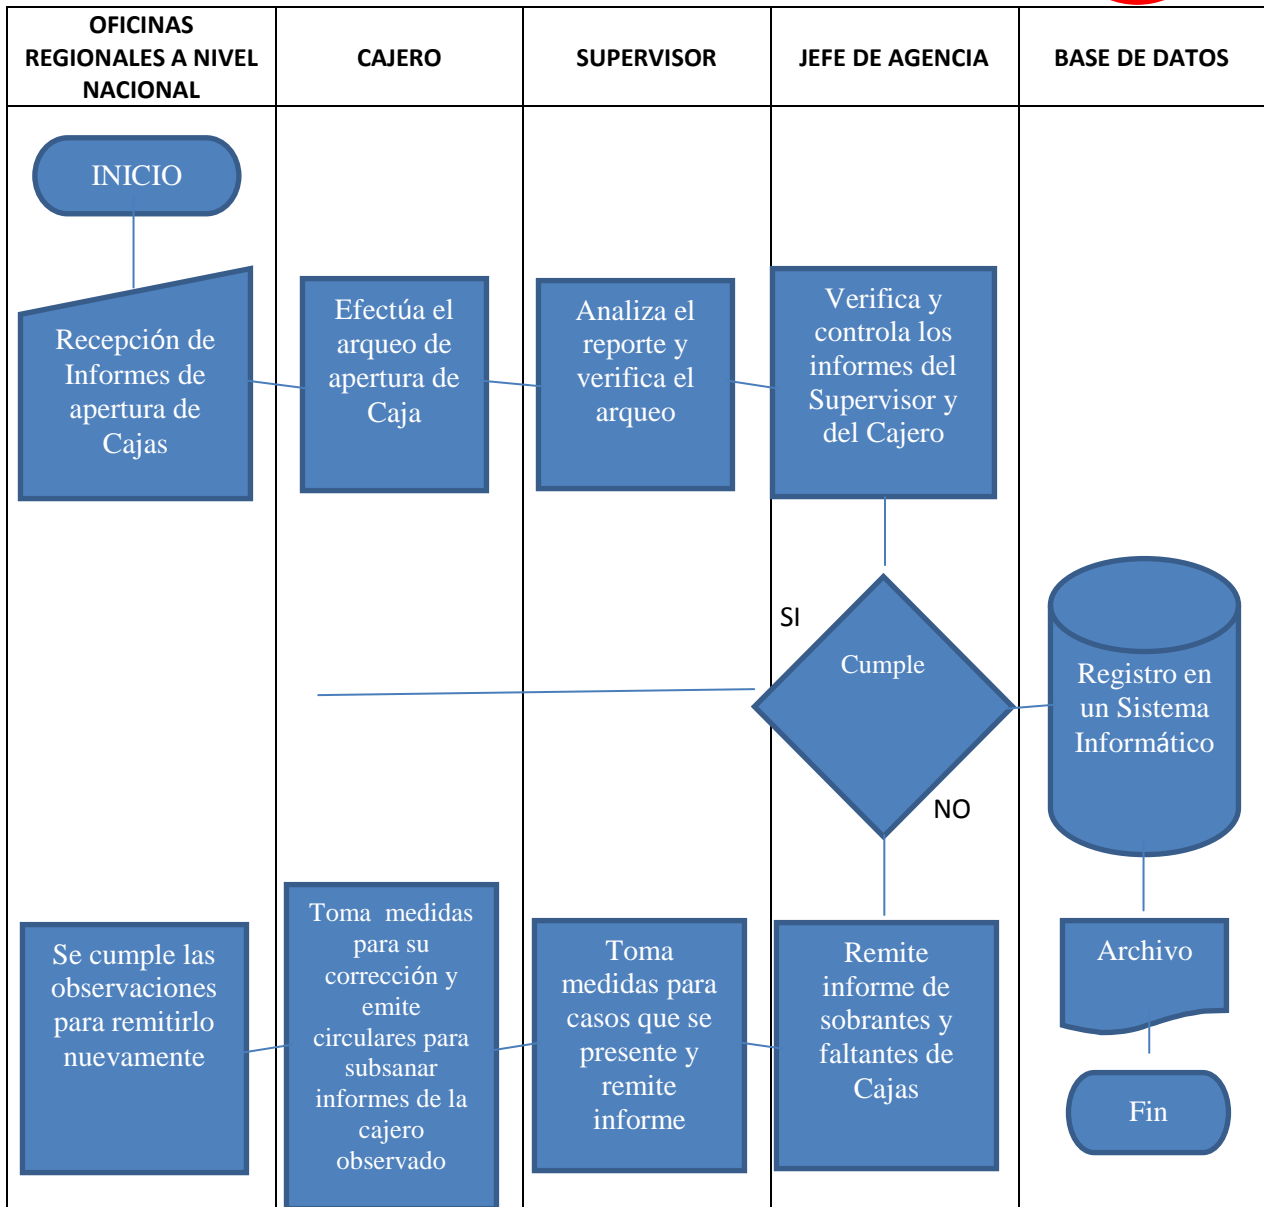 OFICINAS
REGIONALES A NIVEL
NACIONAL
CAJERO
SUPERVISOR
JEFE DE AGENCIA
BASE DE DATOS
INICIO
Recepción de
Informes de
apertura de
Cajas
Efectúa el
arqueo de
apertura de
Caja
Analiza el
reporte y
verifica el
arqueo
Verifica y
controla los
informes del
Supervisor y
del Cajero
SI
Cumple
NO
Registro en
un Sistema
Informático
Se cumple las
observaciones
para remitirlo
nuevamente
Toma  medidas
para su
corrección y
emite
circulares para
subsanar
informes de la
cajero
observado
Toma
medidas para
casos que se
presente y
remite
informe
Remite
informe de
sobrantes y
faltantes de
Cajas
Archivo
Fin